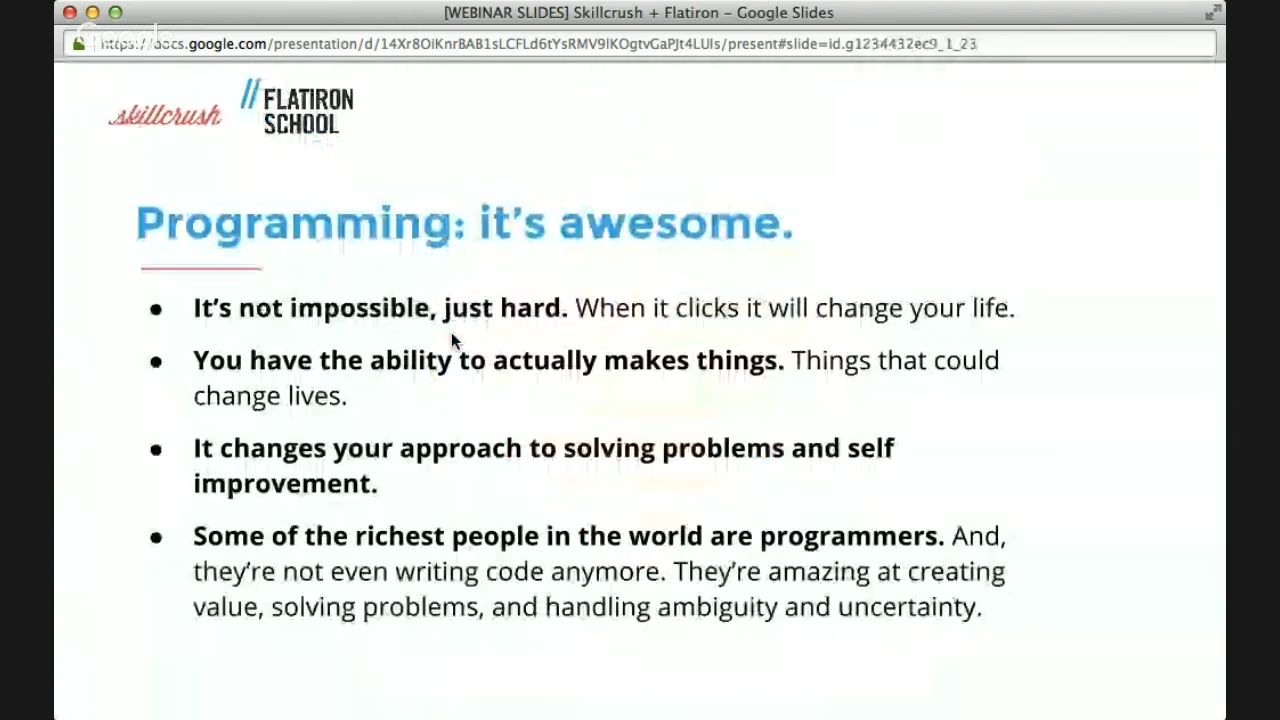 [WEBINAR SLIDES] Skillcrush + Flatiron – Google Slides
Google
skillcrush
// FLATIRON
SCHOOL
Programming: it's awesome.
● It's not impossible, just hard. When it clicks it will change your life.
● You have the ability to actually makes things. Things that could
change lives.
● It changes your approach to solving problems and self
improvement.
● Some of the richest people in the world are programmers. And,
they're not even writing code anymore. They're amazing at creating
value, solving problems, and handling ambiguity and uncertainty.